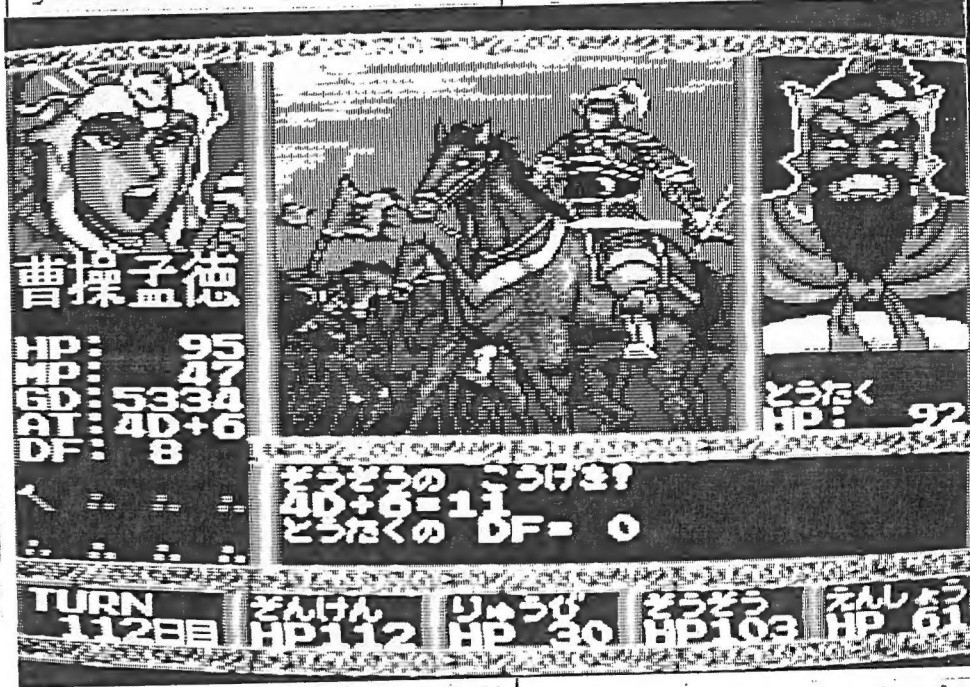 曹操孟徳
HP: 95
MP: 47
GD: 5334
AT: 4D+6
DF: 8
とうたく
HP: 92
そうそうの こうげき!
4D+6=11
とうたくの DF= 0
TURN
112日目
そんけん
HP112
りゅうび
HP 30
そうそう
HP103
えんしょう
HP 61